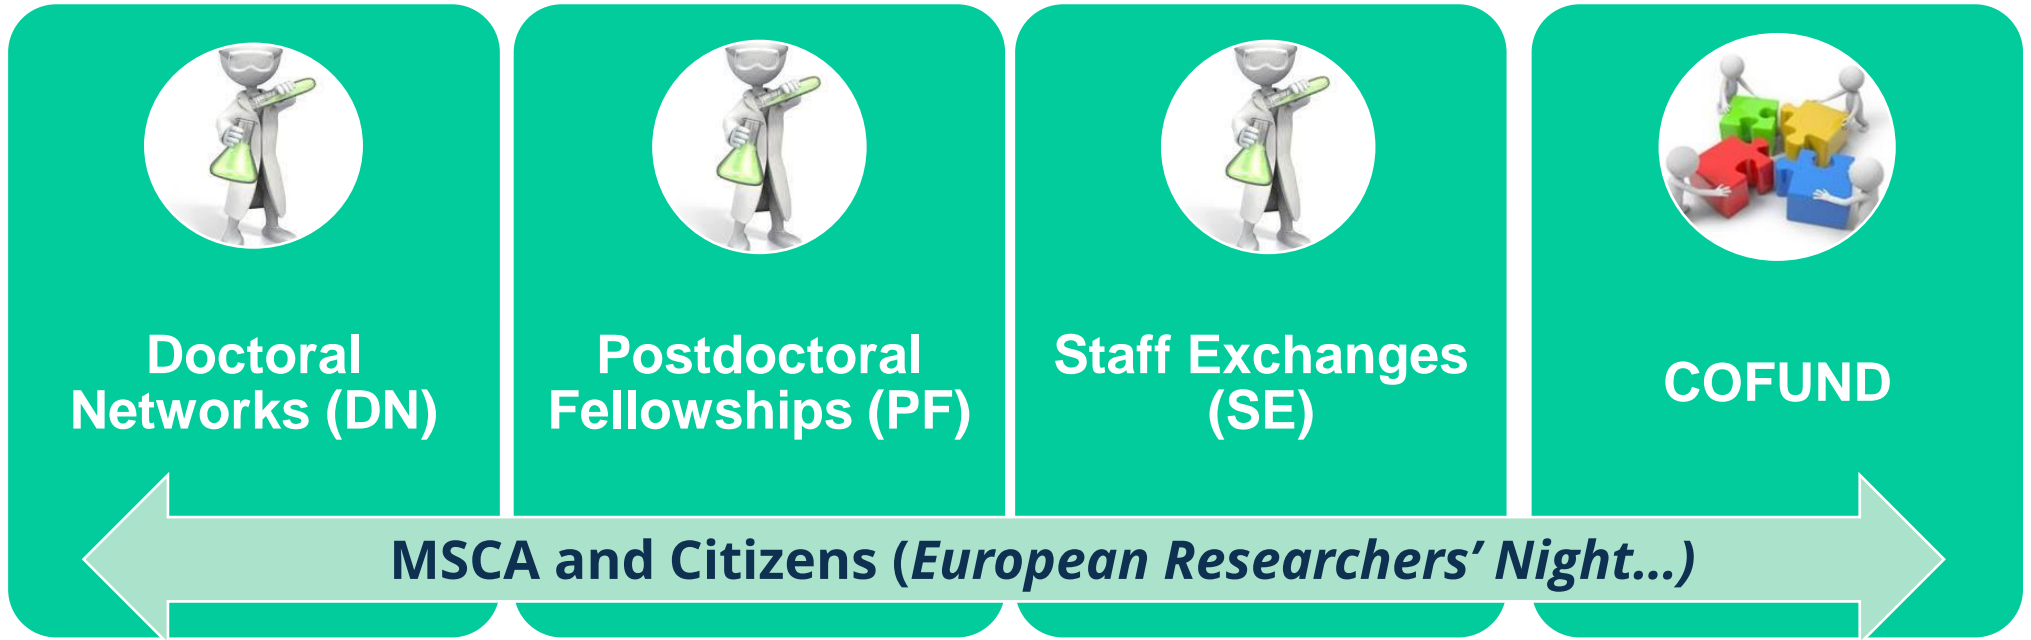 Doctoral
Networks (DN)
Postdoctoral
Fellowships (PF)
Staff Exchanges
(SE)
COFUND
MSCA and Citizens (European Researchers’ Night...)